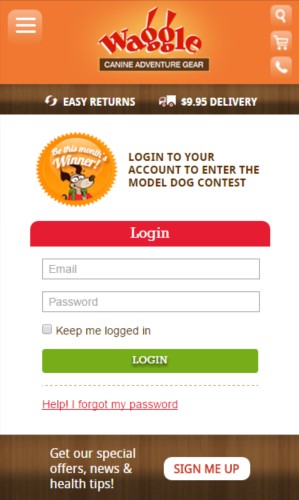 Waggle
CANINE ADVENTURE GEAR
EASY RETURNS $9.95 DELIVERY
Be this month's
Winner!
LOGIN TO YOUR
ACCOUNT TO ENTER THE
MODEL DOG CONTEST
Login
Email
Password
Keep me logged in
LOGIN
Help! I forgot my password
Get our special
offers, news &
health tips!
SIGN ME UP